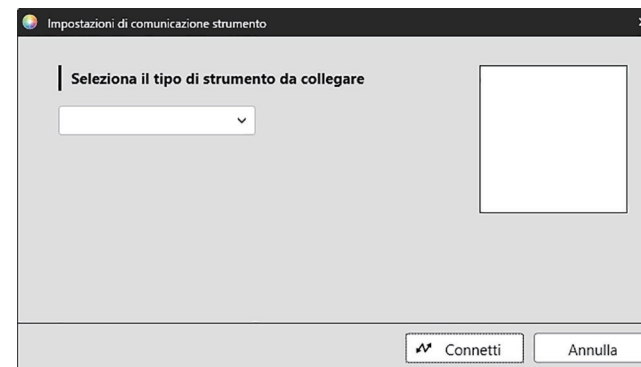 Impostazioni di comunicazione strumento
Seleziona il tipo di strumento da collegare
Connetti
Annulla